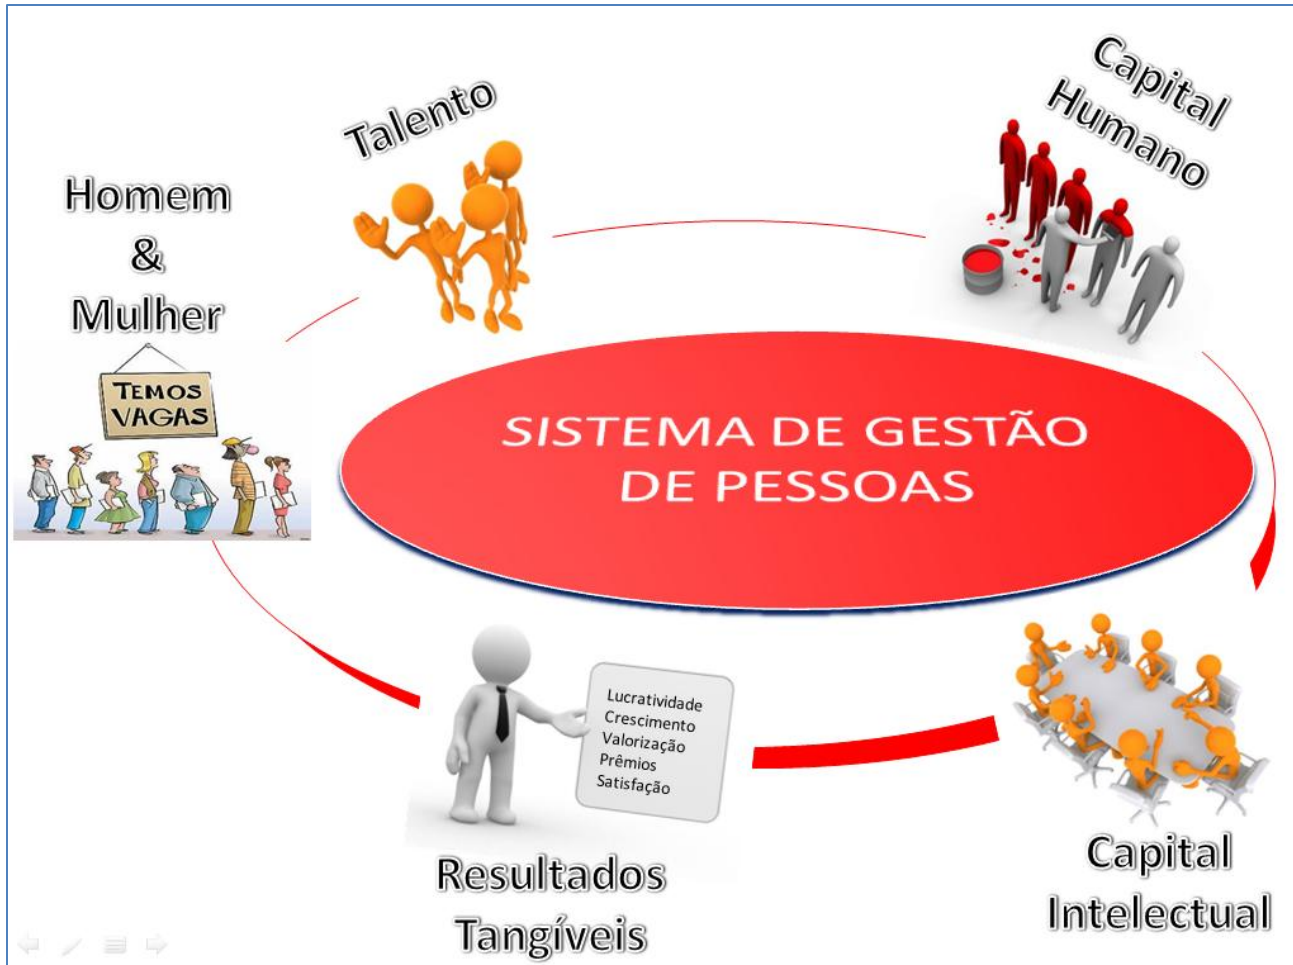 Talento
Capital
Humano
Homem
&
Mulher
TEMOS
VAGAS
SISTEMA DE GESTÃO
DE PESSOAS
Lucratividade
Crescimento
Valorização
Prêmios
Satisfação
Resultados
Tangíveis
Capital
Intelectual